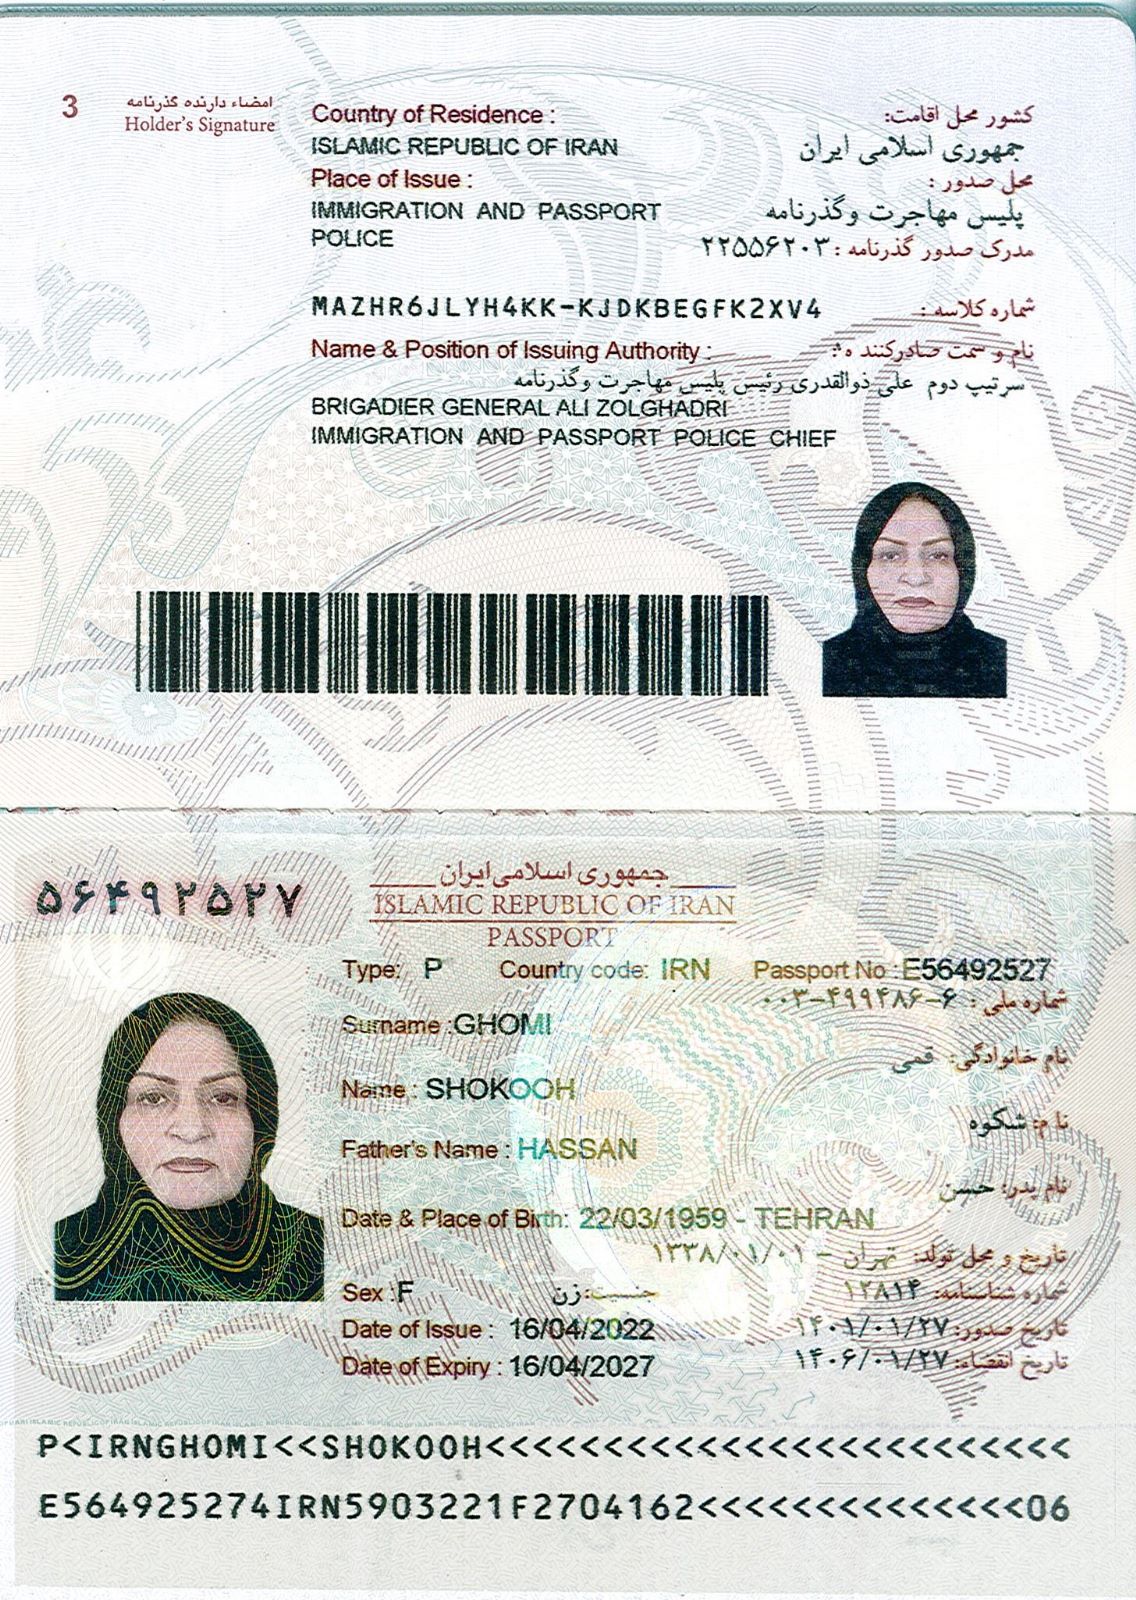 3
امضاء دارنده گذرنامه
Holder's Signature
Country of Residence :
کشور محل اقامت:
ISLAMIC REPUBLIC OF IRAN
جمهوری اسلامی ایران
Place of Issue :
محل صدور :
IMMIGRATION AND PASSPORT
POLICE
پلیس مهاجرت وگذرنامه
مدرک صدور گذرنامه : ۲۲۵۵۶۲۰۳
MAZHR6JLYH4KK-KJDKBEGFK2XV4
شماره کلاسه :
Name & Position of Issuing Authority :
نام و سمت صادرکننده :
سرتیپ دوم علی ذوالقدری رئیس پلیس مهاجرت وگذرنامه
BRIGADIER GENERAL ALI ZOLGHADRI
IMMIGRATION AND PASSPORT POLICE CHIEF
۵۶۴۹۲۵۲۷
جمهوری اسلامی ایران
ISLAMIC REPUBLIC OF IRAN
PASSPORT
Type: P Country code: IRN Passport No : E56492527
شماره ملی : ۰۰۳-۴۹۹۴۸۶-۶
Surname : GHOMI
نام خانوادگی: قمی
Name : SHOKOOH
نام: شکوه
Father's Name : HASSAN
نام پدر: حسن
Date & Place of Birth: 22/03/1959 - TEHRAN
تاریخ و محل تولد: تهران - ۱۳۳۸/۰۱/۰۱
Sex : F
جنسیت: زن
شماره شناسنامه: ۱۲۸۱۴
Date of Issue : 16/04/2022
تاریخ صدور: ۱۴۰۱/۰۱/۲۷
Date of Expiry : 16/04/2027
تاریخ انقضاء: ۱۴۰۶/۰۱/۲۷
P<IRNGHOMI<<SHOKOOH<<<<<<<<<<<<<<<<<<<<<<<<<
E564925274IRN5903221F2704162<<<<<<<<<<<<<<06